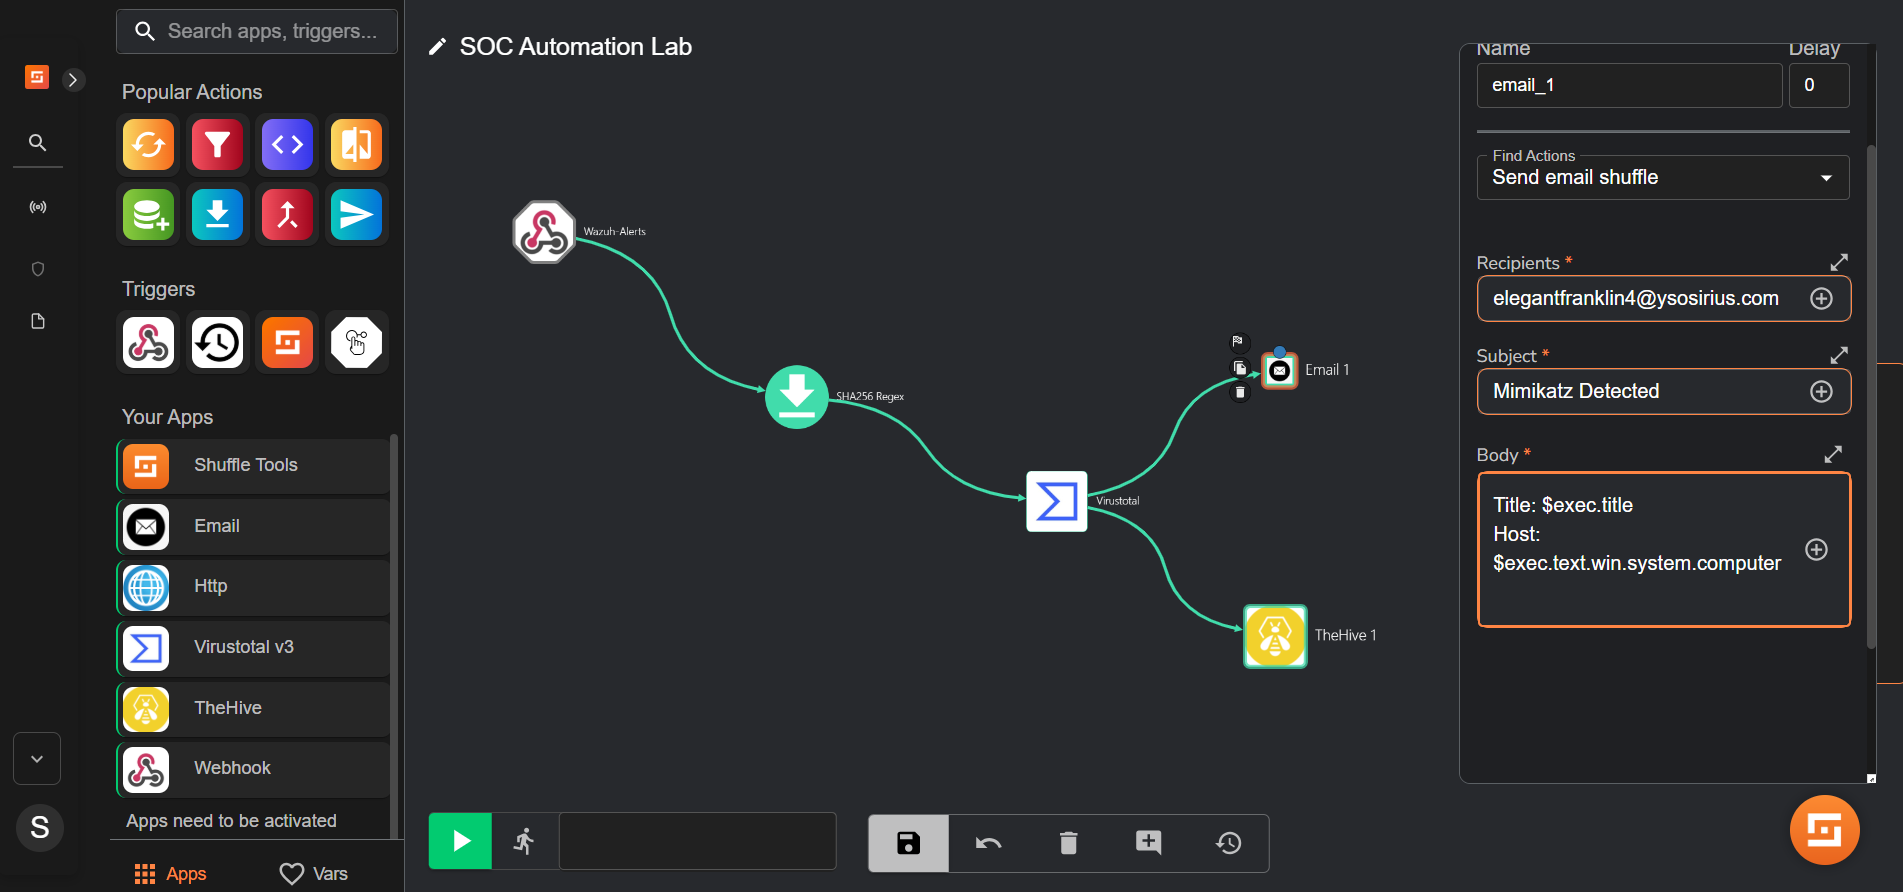 Search apps, triggers...
Popular Actions
Triggers
Your Apps
Shuffle Tools
Email
Http
Virustotal v3
TheHive
Webhook
Apps need to be activated
Apps
Vars
S
SOC Automation Lab
Wazuh-Alerts
SHA256 Regex
Virustotal
Email 1
TheHive 1
Name
Delay
email_1
0
Find Actions
Send email shuffle
Recipients *
elegantfranklin4@ysosirius.com
Subject *
Mimikatz Detected
Body *
Title: $exec.title
Host:
$exec.text.win.system.computer